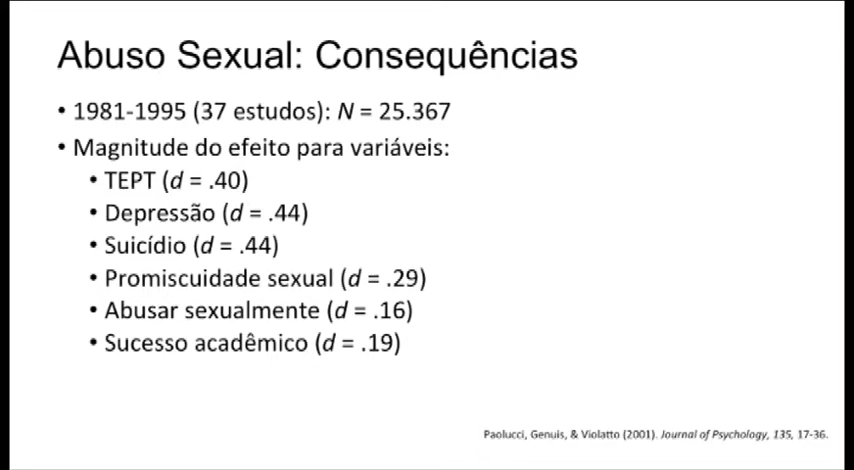 Abuso Sexual: Consequências
• 1981-1995 (37 estudos): N = 25.367
• Magnitude do efeito para variáveis:
• TEPT (d = .40)
• Depressão (d = .44)
• Suicídio (d = .44)
• Promiscuidade sexual (d = .29)
• Abusar sexualmente (d = .16)
• Sucesso acadêmico (d = .19)
Paolucci, Genuis, & Violatto (2001). Journal of Psychology, 135, 17-36.